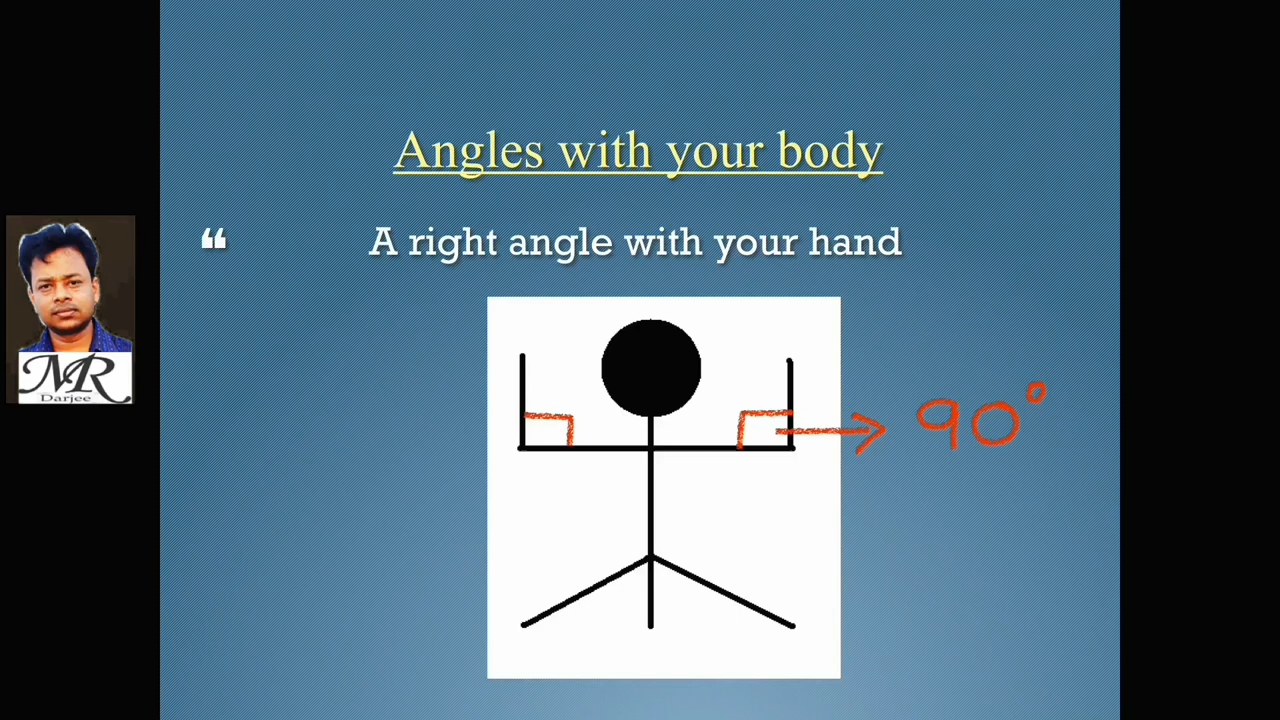 Angles with your body
❝ A right angle with your hand
90°
MR
Darjee